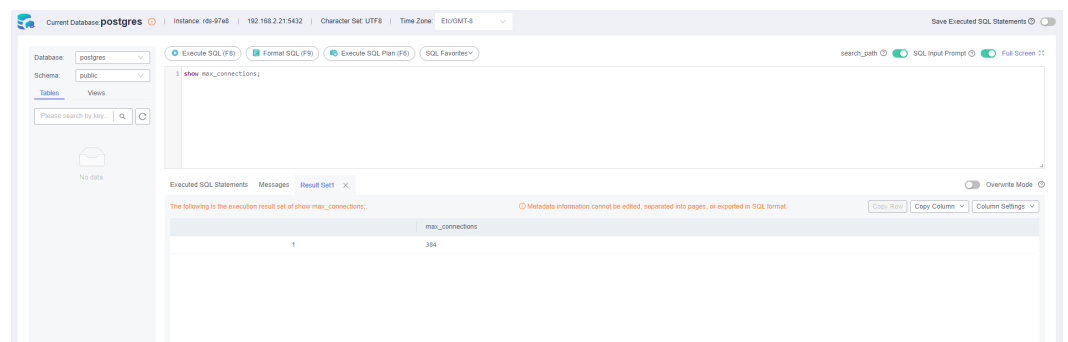 Current Database: postgres | Instance: rds-97e8 | 192.168.2.21:5432 | Character Set: UTF8 | Time Zone: Etc/GMT-8 Save Executed SQL Statements
Database: postgres
Schema: public
Tables Views
Please search by key...
No data
Execute SQL (F8) Format SQL (F9) Execute SQL Plan (F6) SQL Favorites search_path SQL Input Prompt Full Screen
1 show max_connections;
Executed SQL Statements Messages Result Set1 × Overwrite Mode
The following is the execution result set of show max_connections;. Metadata information cannot be edited, separated into pages, or exported in SQL format. Copy Row Copy Column Column Settings
max_connections
1 384